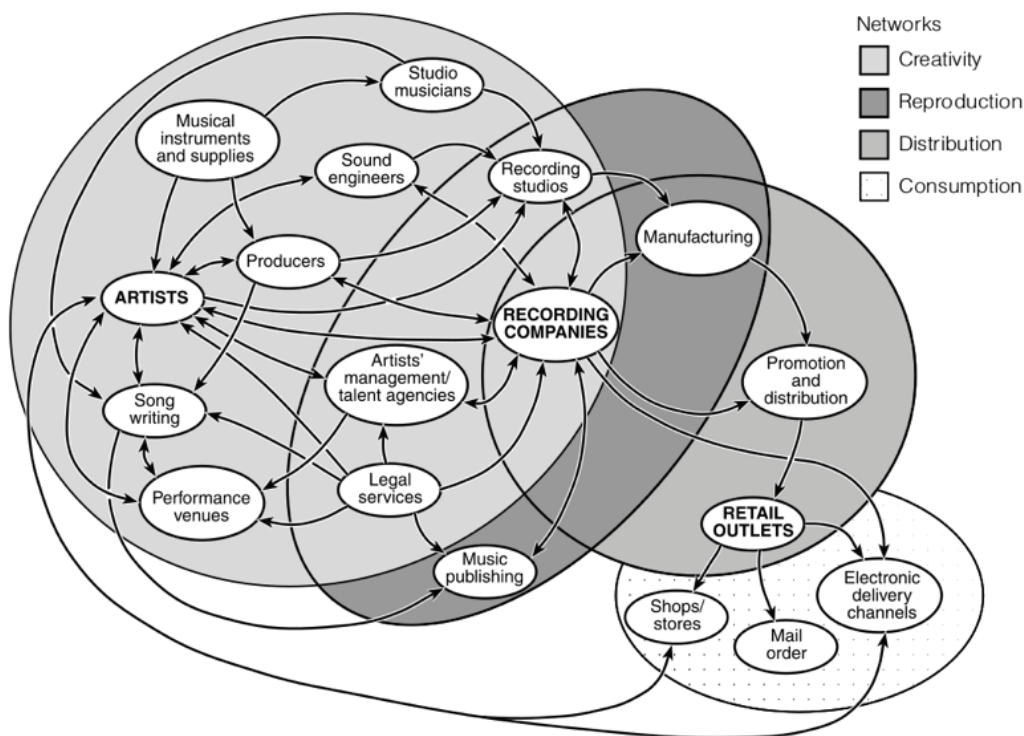 Networks
Creativity
Reproduction
Distribution
Consumption
Studio
musicians
Musical
instruments
and supplies
Sound
engineers
Recording
studios
Manufacturing
Producers
ARTISTS
RECORDING
COMPANIES
Artists'
management/
talent agencies
Promotion
and
distribution
Song
writing
Legal
services
Performance
venues
RETAIL
OUTLETS
Music
publishing
Electronic
delivery
channels
Shops/
stores
Mail
order